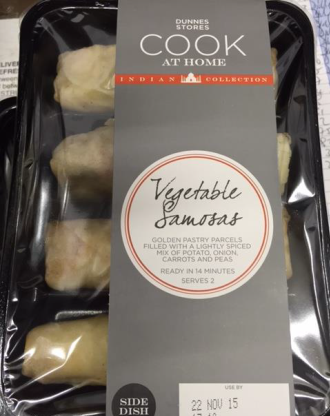 DUNNES
STORES
COOK
AT HOME
INDIAN COLLECTION
Vegetable
Samosas
GOLDEN PASTRY PARCELS
FILLED WITH A LIGHTLY SPICED
MIX OF POTATO, ONION,
CARROTS AND PEAS
READY IN 14 MINUTES
SERVES 2
SIDE
DISH
USE BY
22 NOV 15